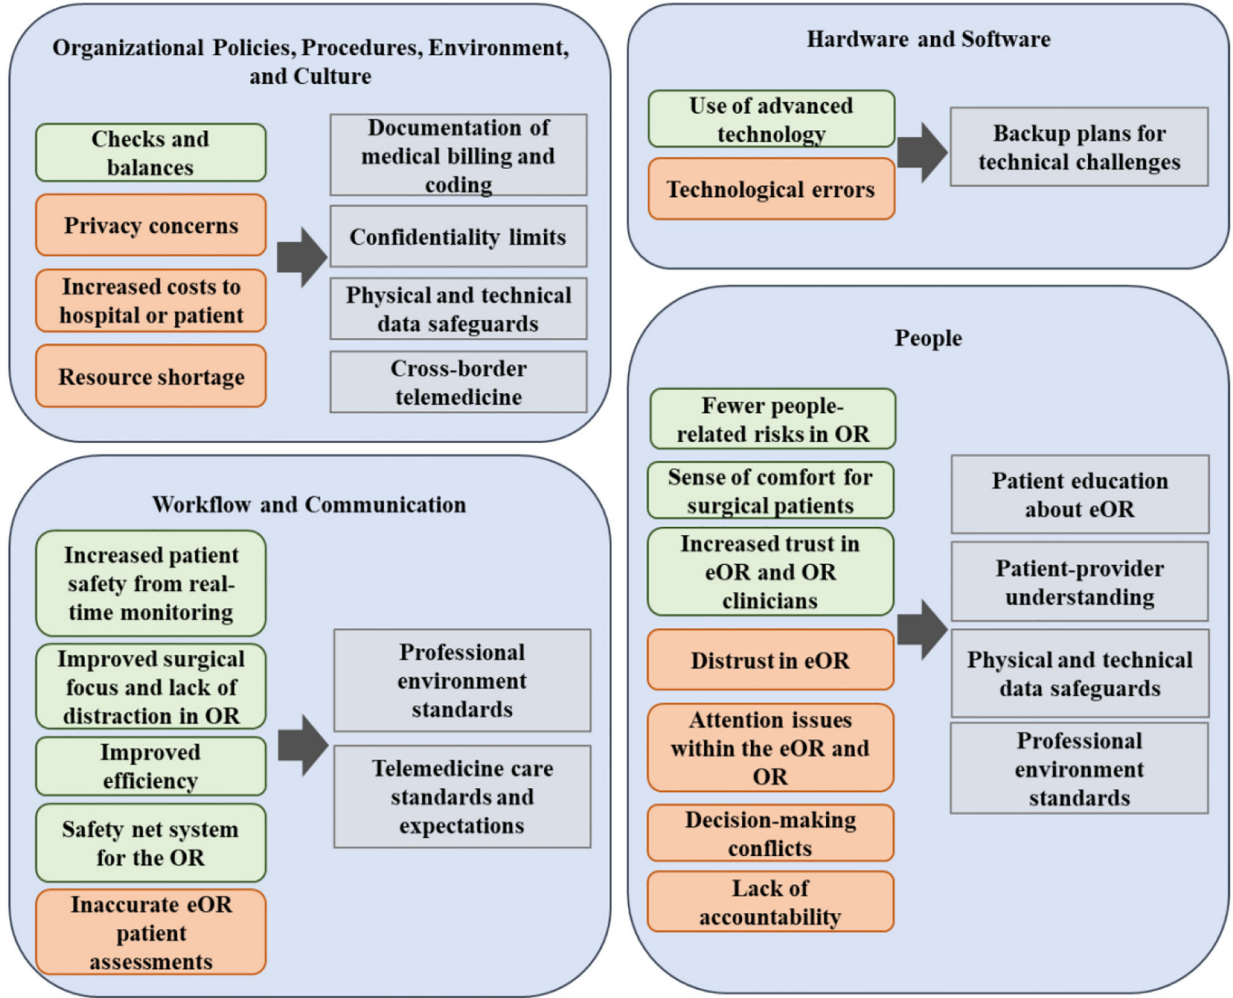 Organizational Policies, Procedures, Environment,
and Culture
Checks and
balances
Privacy concerns
Increased costs to
hospital or patient
Resource shortage
Documentation of
medical billing and
coding
Confidentiality limits
Physical and technical
data safeguards
Cross-border
telemedicine
Hardware and Software
Use of advanced
technology
Technological errors
Backup plans for
technical challenges
Workflow and Communication
Increased patient
safety from real-
time monitoring
Improved surgical
focus and lack of
distraction in OR
Improved
efficiency
Safety net system
for the OR
Inaccurate eOR
patient
assessments
Professional
environment
standards
Telemedicine care
standards and
expectations
People
Fewer people-
related risks in OR
Sense of comfort for
surgical patients
Increased trust in
eOR and OR
clinicians
Distrust in eOR
Attention issues
within the eOR and
OR
Decision-making
conflicts
Lack of
accountability
Patient education
about eOR
Patient-provider
understanding
Physical and technical
data safeguards
Professional
environment
standards